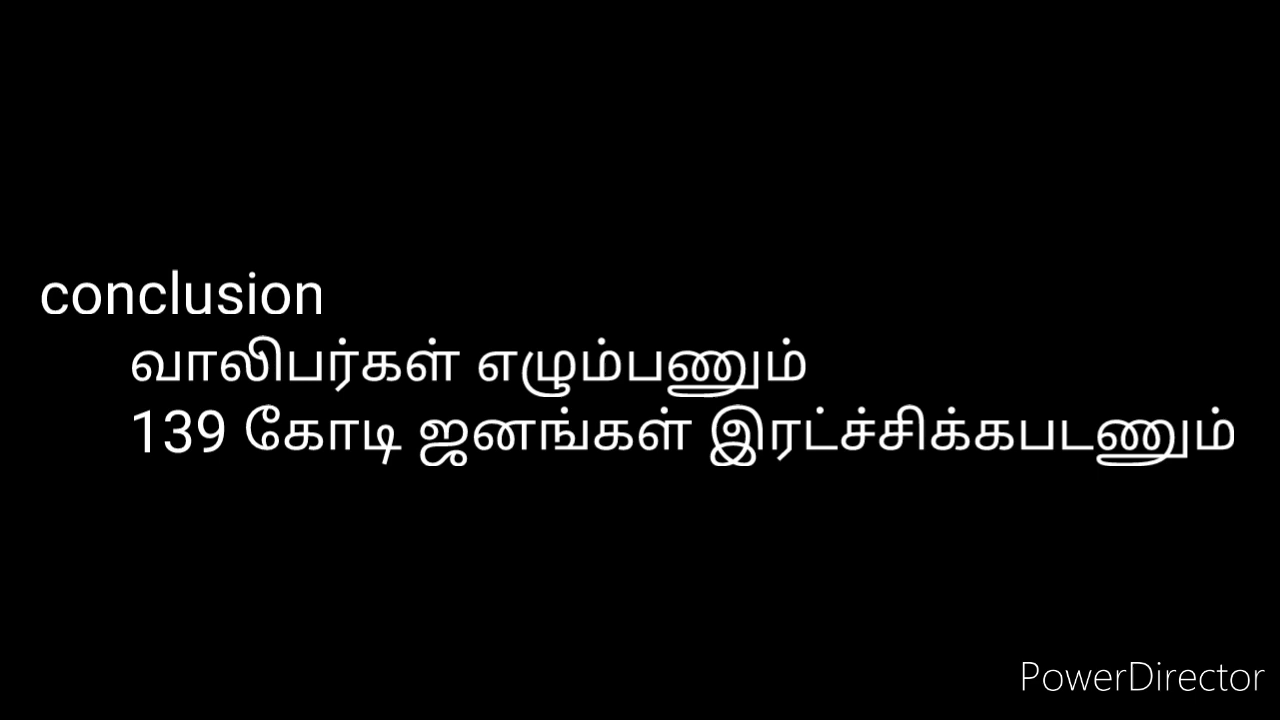 conclusion
வாலிபர்கள் எழும்பணும்
139 கோடி ஜனங்கள் இரட்ச்சிக்கபடணும்
PowerDirector